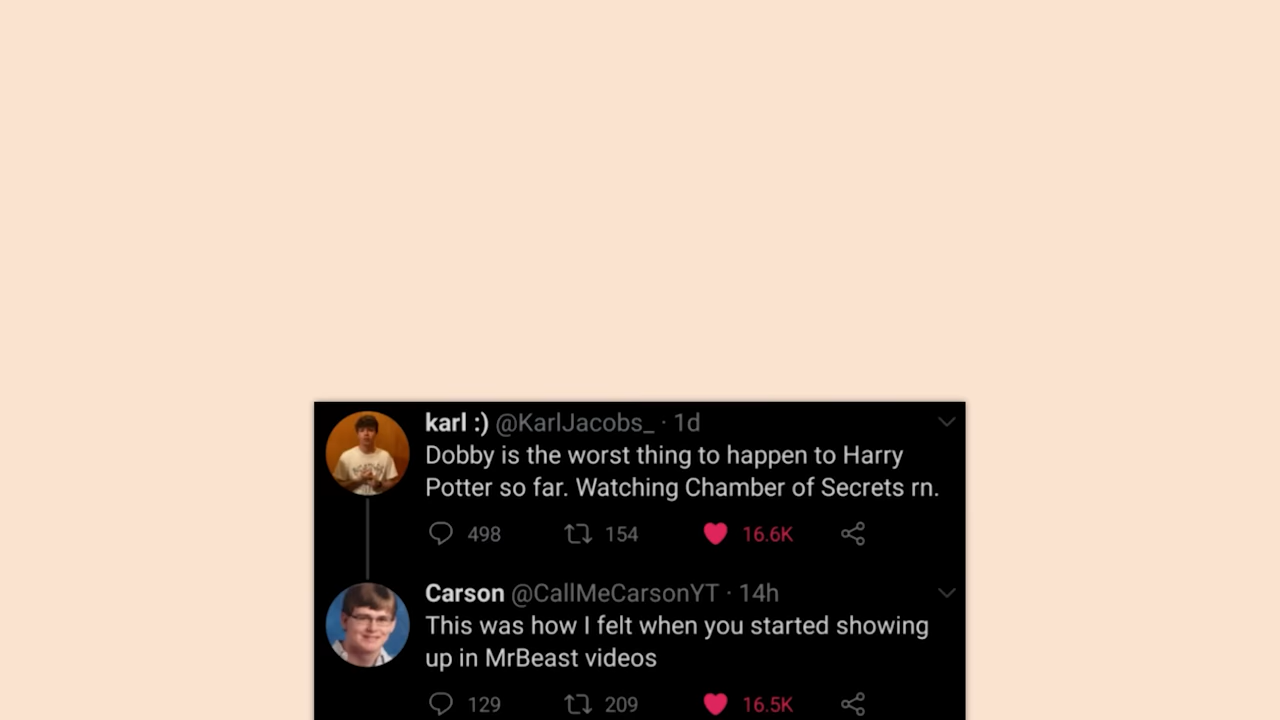 karl :) @KarlJacobs_ · 1d
Dobby is the worst thing to happen to Harry
Potter so far. Watching Chamber of Secrets rn.
498 154 16.6K
Carson @CallMeCarsonYT · 14h
This was how I felt when you started showing
up in MrBeast videos
129 209 16.5K